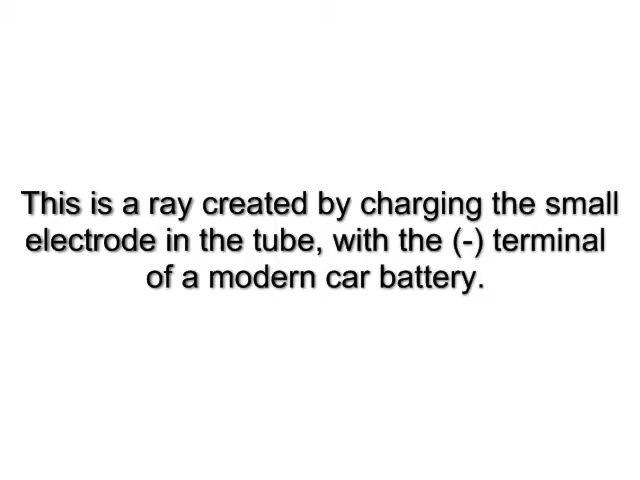 This is a ray created by charging the small
electrode in the tube, with the (-) terminal
of a modern car battery.